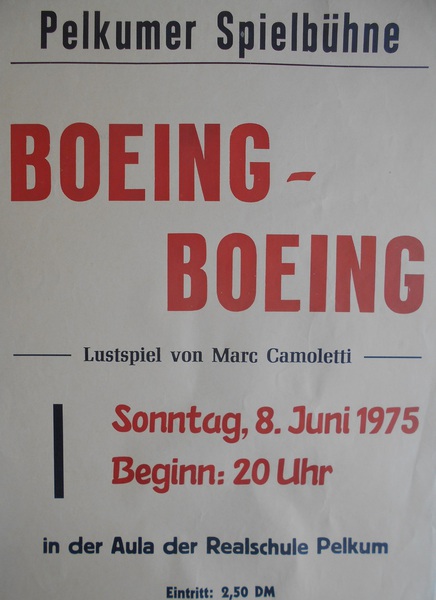 Pelkumer Spielbühne
BOEING-
BOEING
Lustspiel von Marc Camoletti
Sonntag, 8. Juni 1975
Beginn: 20 Uhr
in der Aula der Realschule Pelkum
Eintritt: 2,50 DM